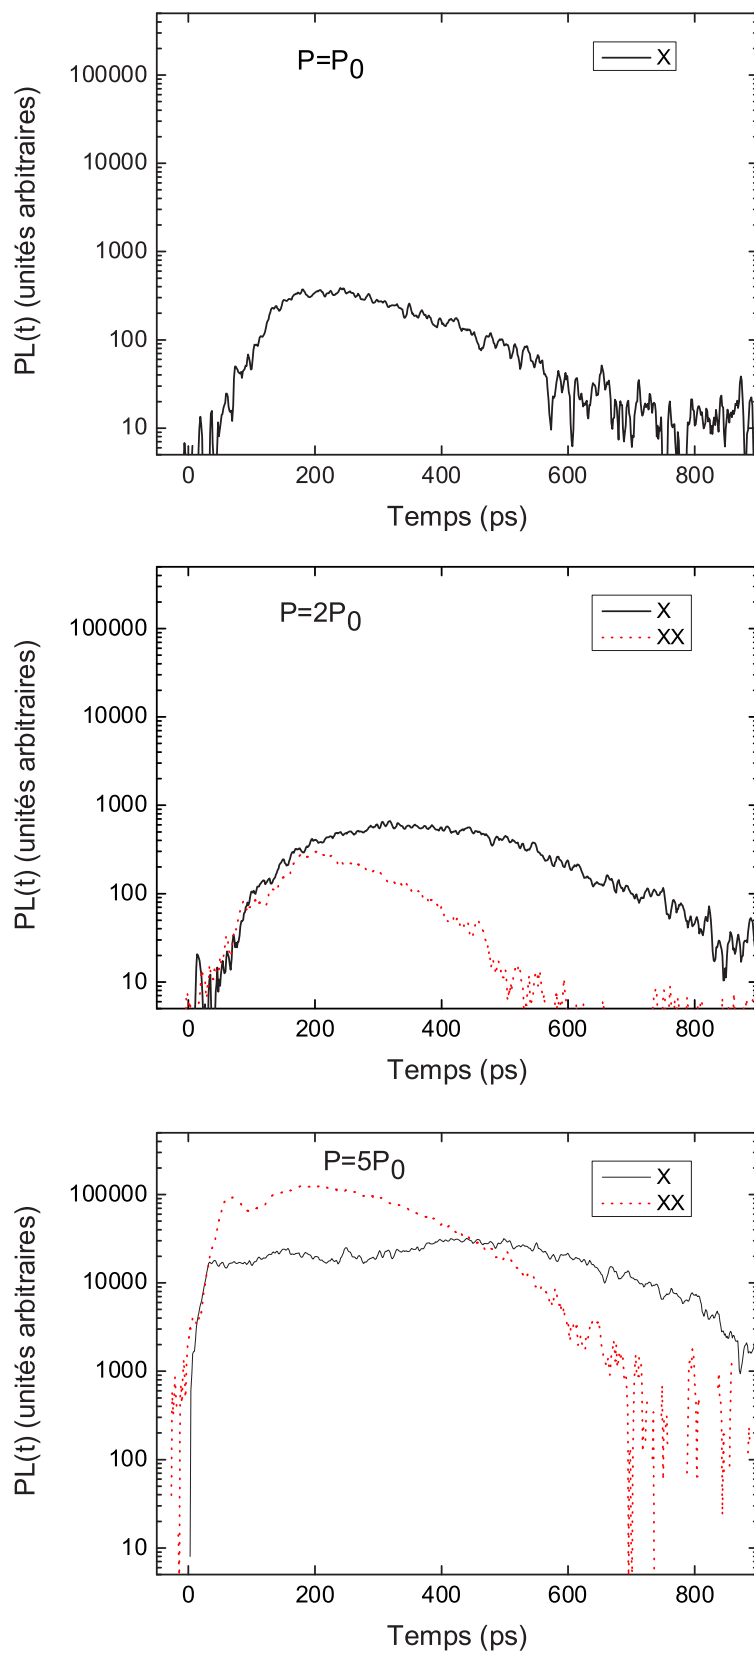 P=P0
X
PL(t) (unités arbitraires)
100000
10000
1000
100
10
0 200 400 600 800
Temps (ps)
P=2P0
X
XX
PL(t) (unités arbitraires)
100000
10000
1000
100
10
0 200 400 600 800
Temps (ps)
P=5P0
X
XX
PL(t) (unités arbitraires)
100000
10000
1000
100
10
0 200 400 600 800
Temps (ps)